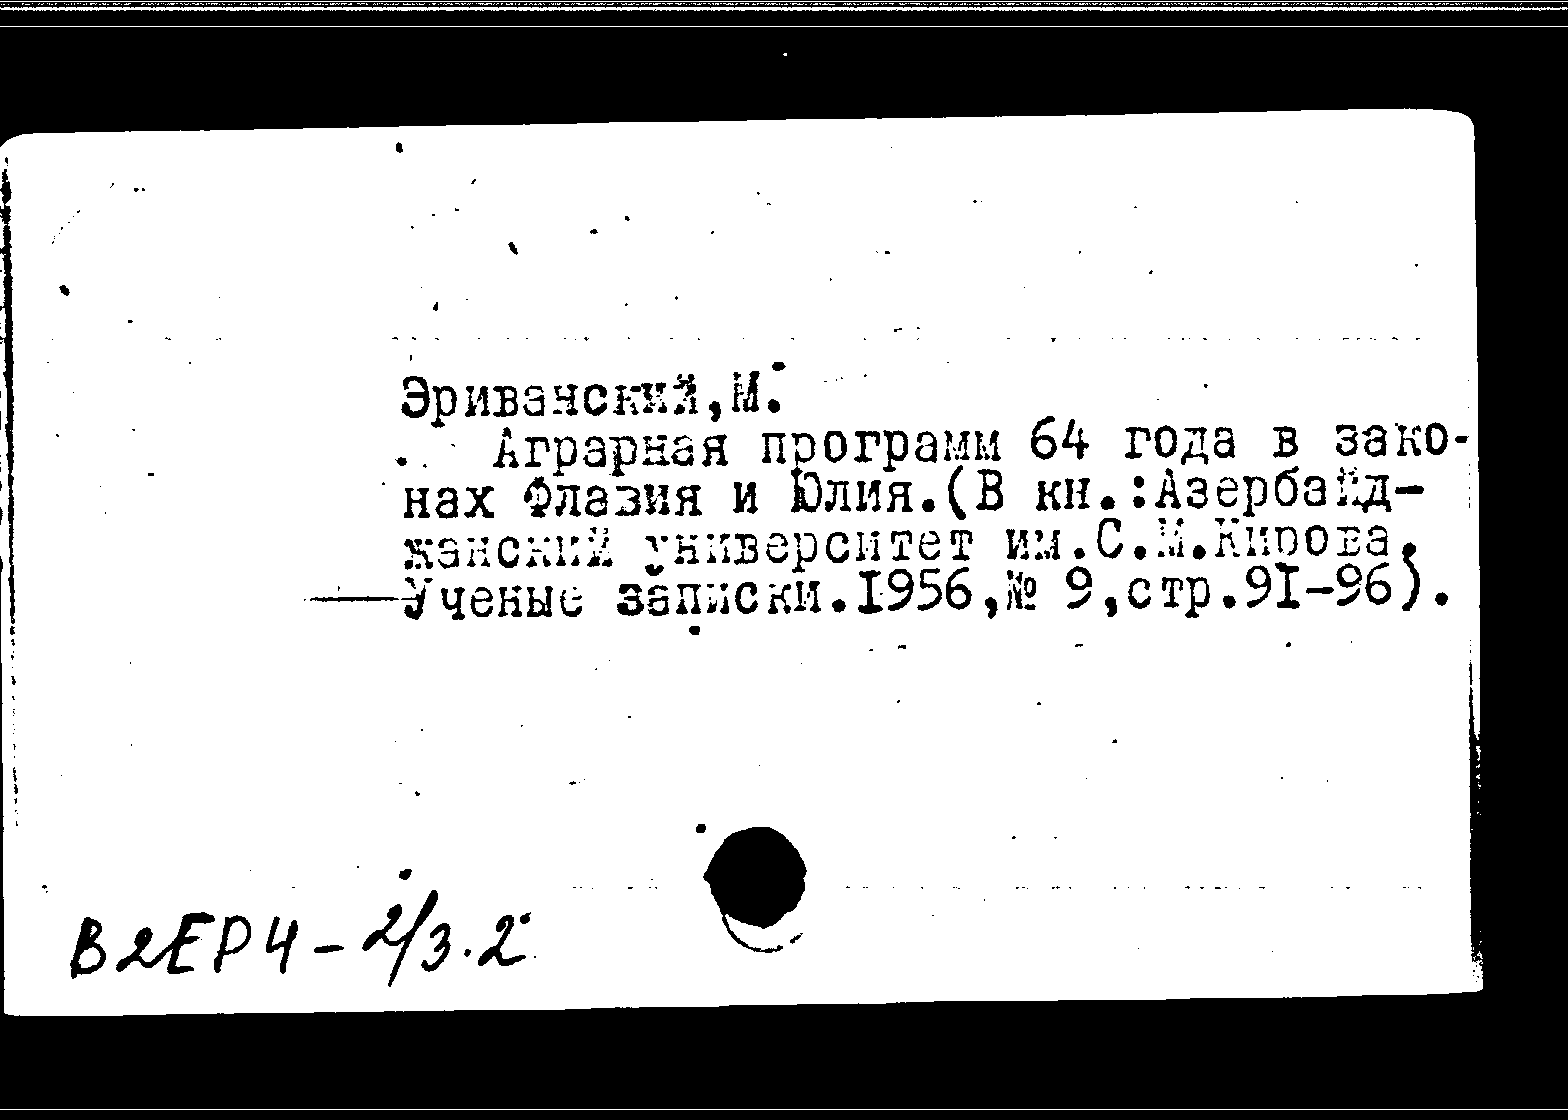 Эриванский,М.
Аграрная программ 64 года в зако-
нах Флавия и Юлия.(В кн.:Азербайд-
жанский университет им.С.М.Кирова.
Ученые записки.1956,№ 9,стр.91-96).
В2ЕР4-2/3.2